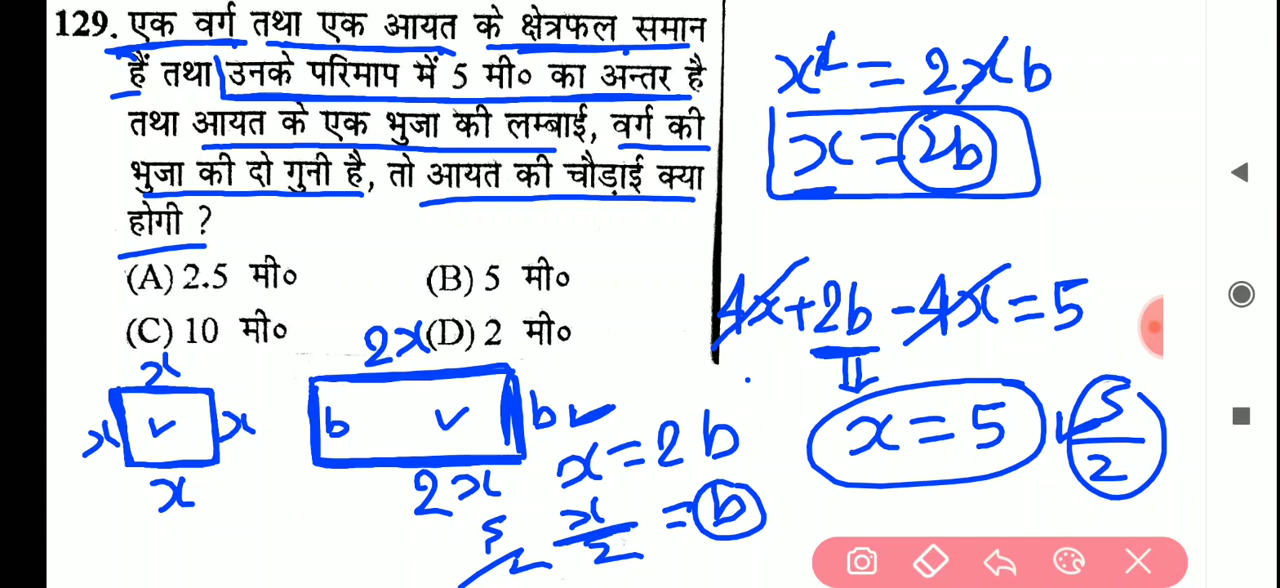 129. एक वर्ग तथा एक आयत के क्षेत्रफल समान
हैं तथा उनके परिमाप में 5 मी० का अन्तर है
तथा आयत के एक भुजा की लम्बाई, वर्ग की
भुजा की दो गुनी है, तो आयत की चौड़ाई क्या
होगी ?
(A) 2.5 मी० (B) 5 मी०
(C) 10 मी० (D) 2 मी०
x² = 2xb
x = 2b
4x + 2b - 4x = 5
x = 5
5/2
x
x
x
x
2x
b
b
2x
x = 2b
x/2 = b
5/2